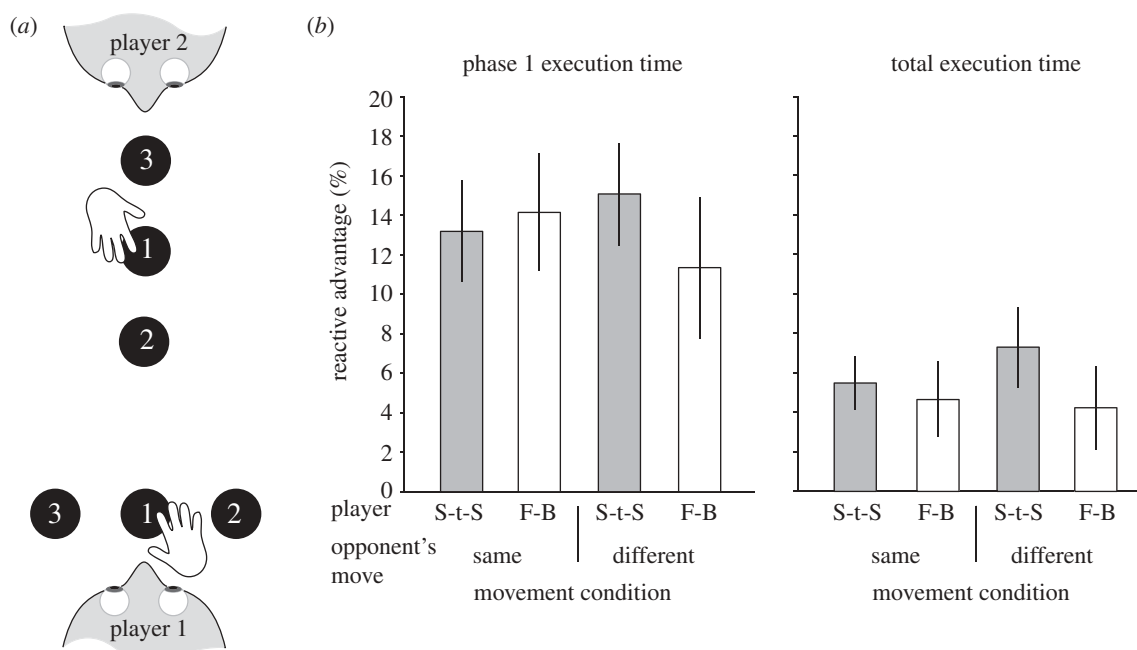 (a)
player 2
3
1
2
3 1 2
player 1
(b)
phase 1 execution time
total execution time
reactive advantage (%)
20
18
16
14
12
10
8
6
4
2
0
player S-t-S F-B S-t-S F-B S-t-S F-B S-t-S F-B
opponent's
move
same different same different
movement condition movement condition